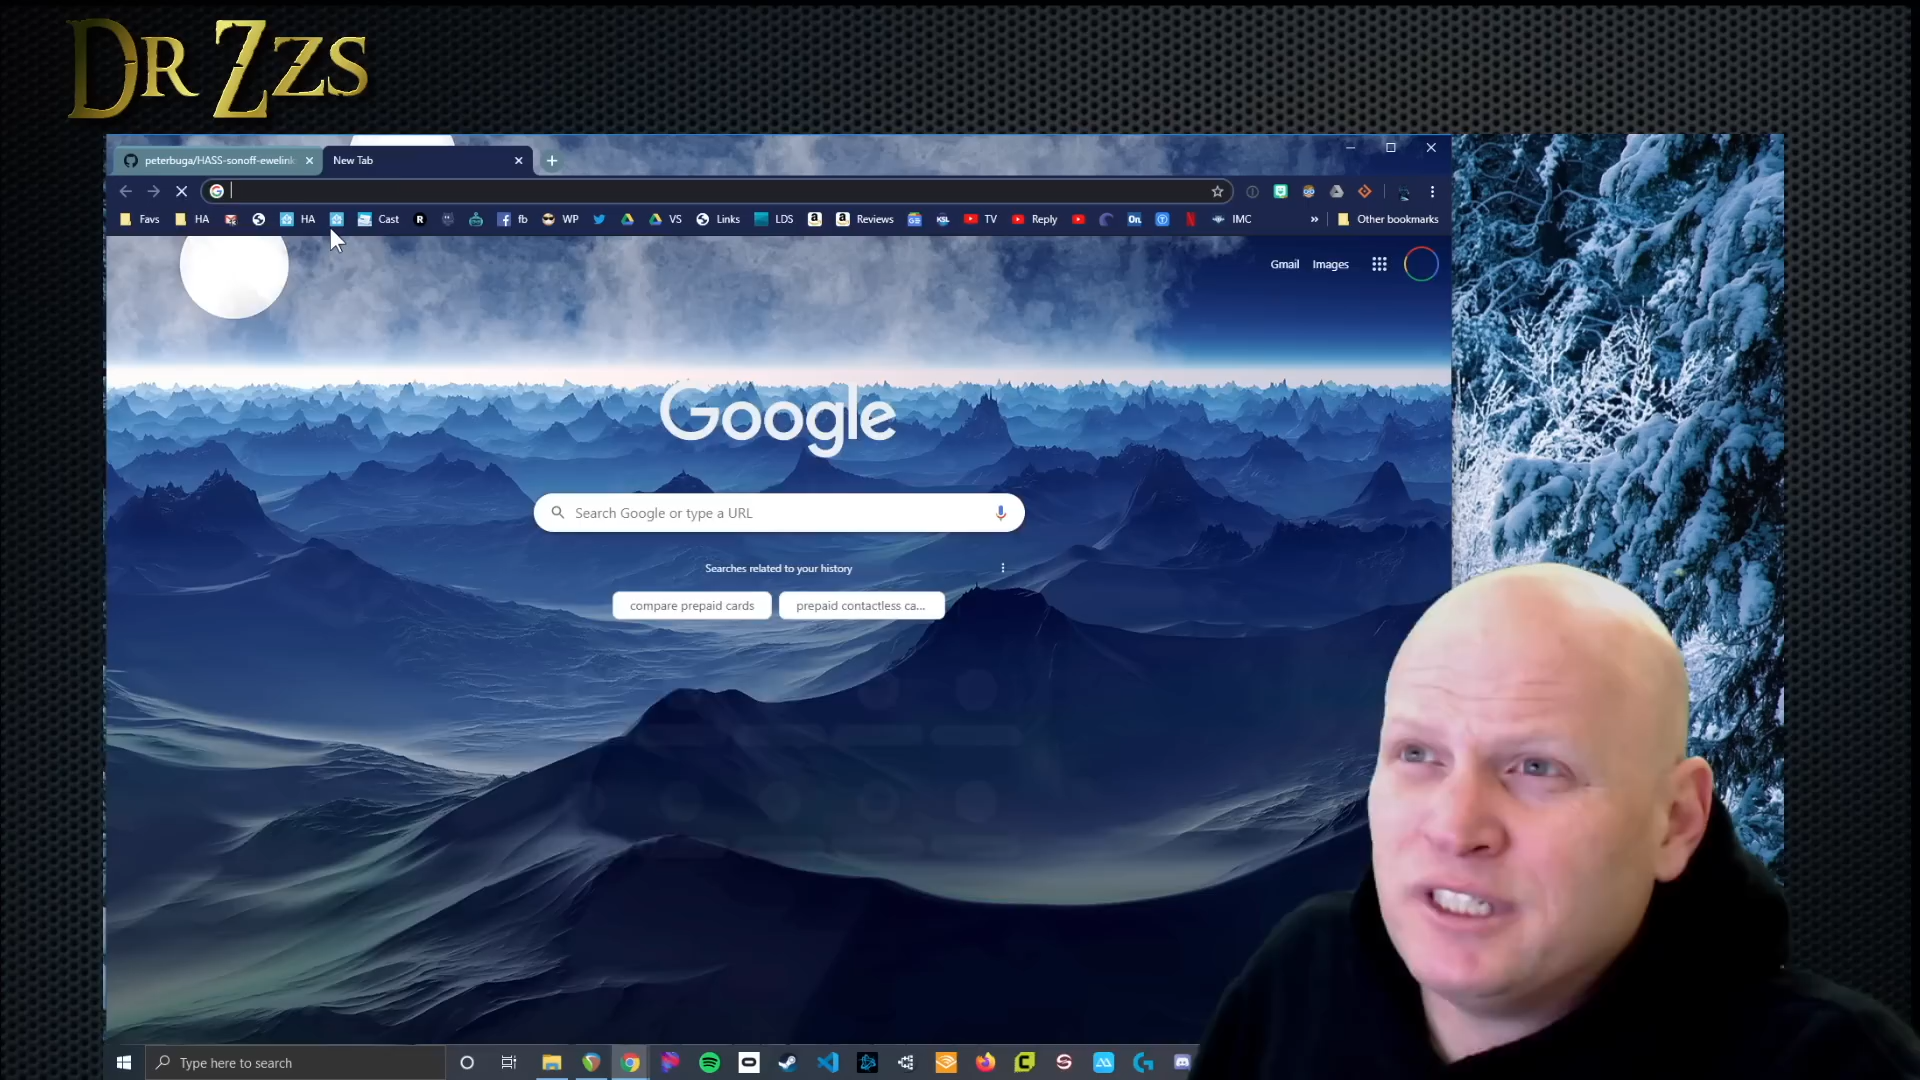 DR ZZS
peterbuga/HASS-sonoff-ewelink
New Tab
Favs HA HA Cast R fb WP VS Links LDS Reviews KSL TV Reply On. IMC » Other bookmarks
Gmail Images
Google
Search Google or type a URL
Searches related to your history
compare prepaid cards prepaid contactless ca...
Type here to search